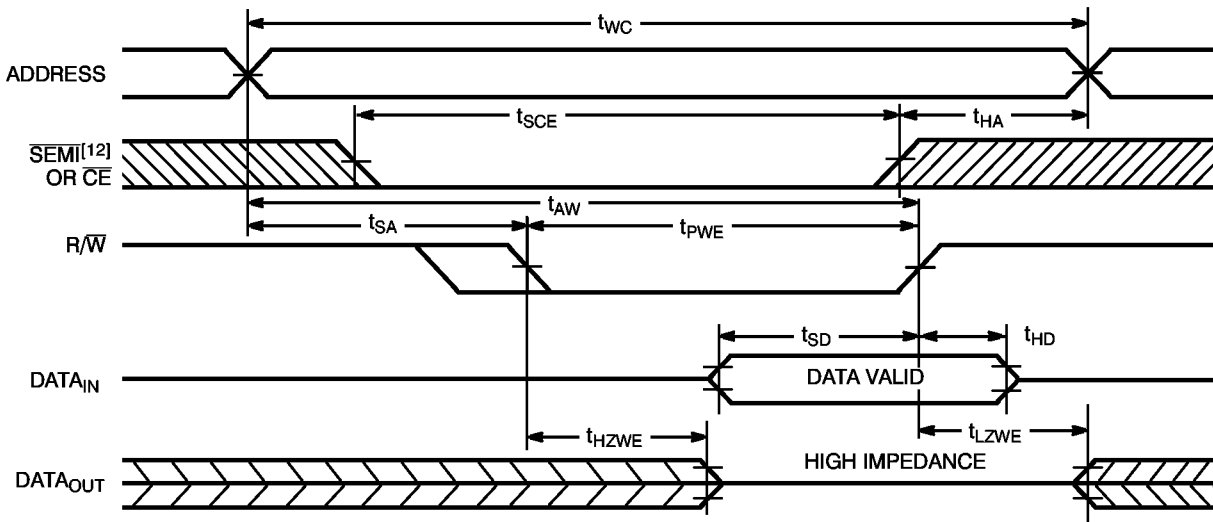 tWC
ADDRESS
tSCE
tHA
SEMI[12]
OR CE
tAW
tSA
tPWE
R/W
tSD
tHD
DATAIN
DATA VALID
tHZWE
tLZWE
HIGH IMPEDANCE
DATAOUT